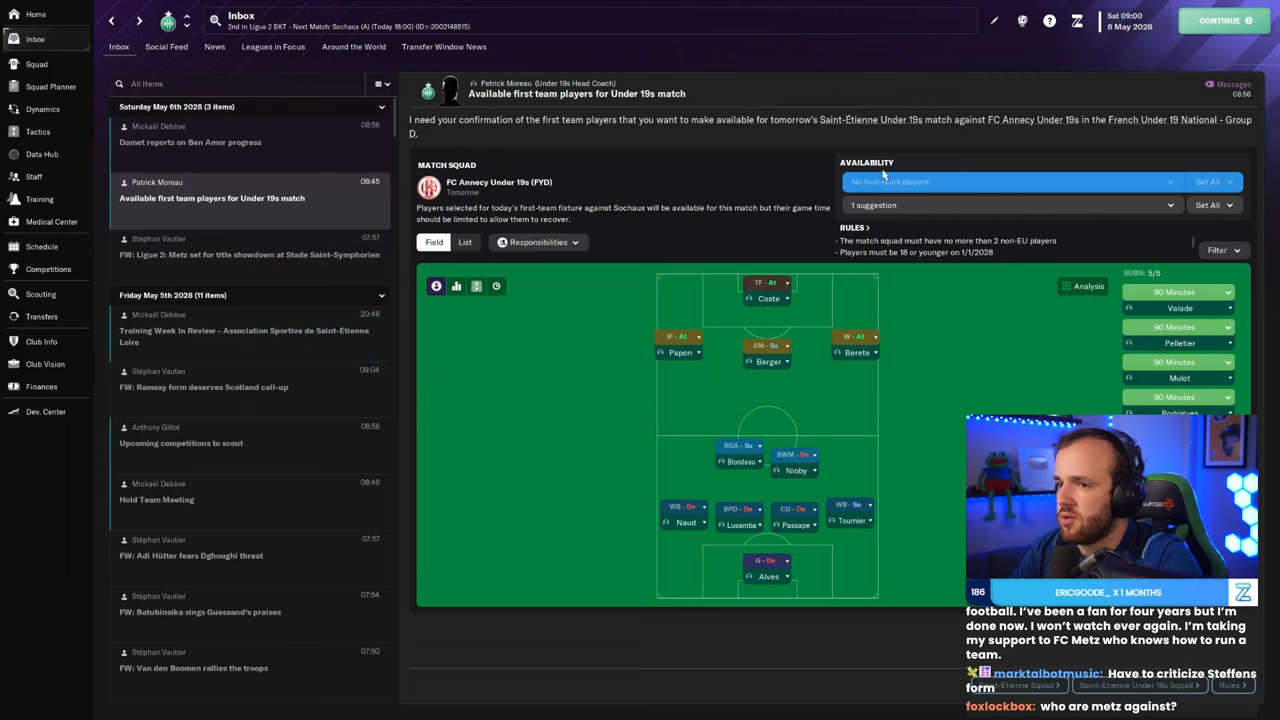 Home
Inbox
Squad
Squad Planner
Dynamics
Tactics
Data Hub
Staff
Training
Medical Center
Schedule
Competitions
Scouting
Transfers
Club Info
Club Vision
Finances
Dev. Center
Inbox
2nd in Ligue 2 BKT - Next Match: Sochaux (A) (Today 18:00) (ID:r-2002148515)
Sat 09:00
6 May 2028
CONTINUE
Inbox
Social Feed
News
Leagues in Focus
Around the World
Transfer Window News
All Items
Saturday May 6th 2028 (3 items)
Mickaël Debève
08:56
Damet reports on Ben Amor progress
Patrick Moreau
08:45
Available first team players for Under 19s match
Stéphan Vautier
07:57
FW: Ligue 2: Metz set for title showdown at Stade Saint-Symphorien
Friday May 5th 2028 (11 items)
Mickaël Debève
20:48
Training Week In Review - Association Sportive de Saint-Étienne
Loire
Stéphan Vautier
09:04
FW: Ramsay form deserves Scotland call-up
Anthony Gillot
08:58
Upcoming competitions to scout
Mickaël Debève
08:49
Hold Team Meeting
Stéphan Vautier
07:57
FW: Adi Hütter fears Dghoughi threat
Stéphan Vautier
07:54
FW: Batubinsika sings Guessand's praises
Stéphan Vautier
07:50
FW: Van den Boomen rallies the troops
Patrick Moreau (Under 19s Head Coach)
Available first team players for Under 19s match
Messages
08:56
I need your confirmation of the first team players that you want to make available for tomorrow's Saint-Étienne Under 19s match against FC Annecy Under 19s in the French Under 19 National - Group
D.
MATCH SQUAD
FC Annecy Under 19s (FYD)
Tomorrow
Players selected for today's first-team fixture against Sochaux will be available for this match but their game time
should be limited to allow them to recover.
AVAILABILITY
No first-team players
Set All
1 suggestion
Set All
RULES
- The match squad must have no more than 2 non-EU players
- Players must be 18 or younger on 1/1/2028
Field
List
Responsibilities
Filter
Analysis
TF - At
Coste
IF - At
Papon
AM - Su
Berger
W - At
Berete
RGA - Su
Blondeau
BWM - De
Nioby
WB - De
Naud
BPD - De
Lusamba
CD - De
Passape
WB - Su
Tournier
G - De
Alves
SUBS: 5/5
90 Minutes
Valade
90 Minutes
Pelletier
90 Minutes
Mulot
90 Minutes
Rodrigues
186
ERICGOODE_ X 1 MONTHS
football. I've been a fan for four years but I'm
done now. I won't watch ever again. I'm taking
my support to FC Metz who knows how to run a
team.
marktalbotmusic: Have to criticize Steffens
form
foxlockbox: who are metz against?
Saint-Étienne Squad
Saint-Étienne Under 19s Squad
Rules